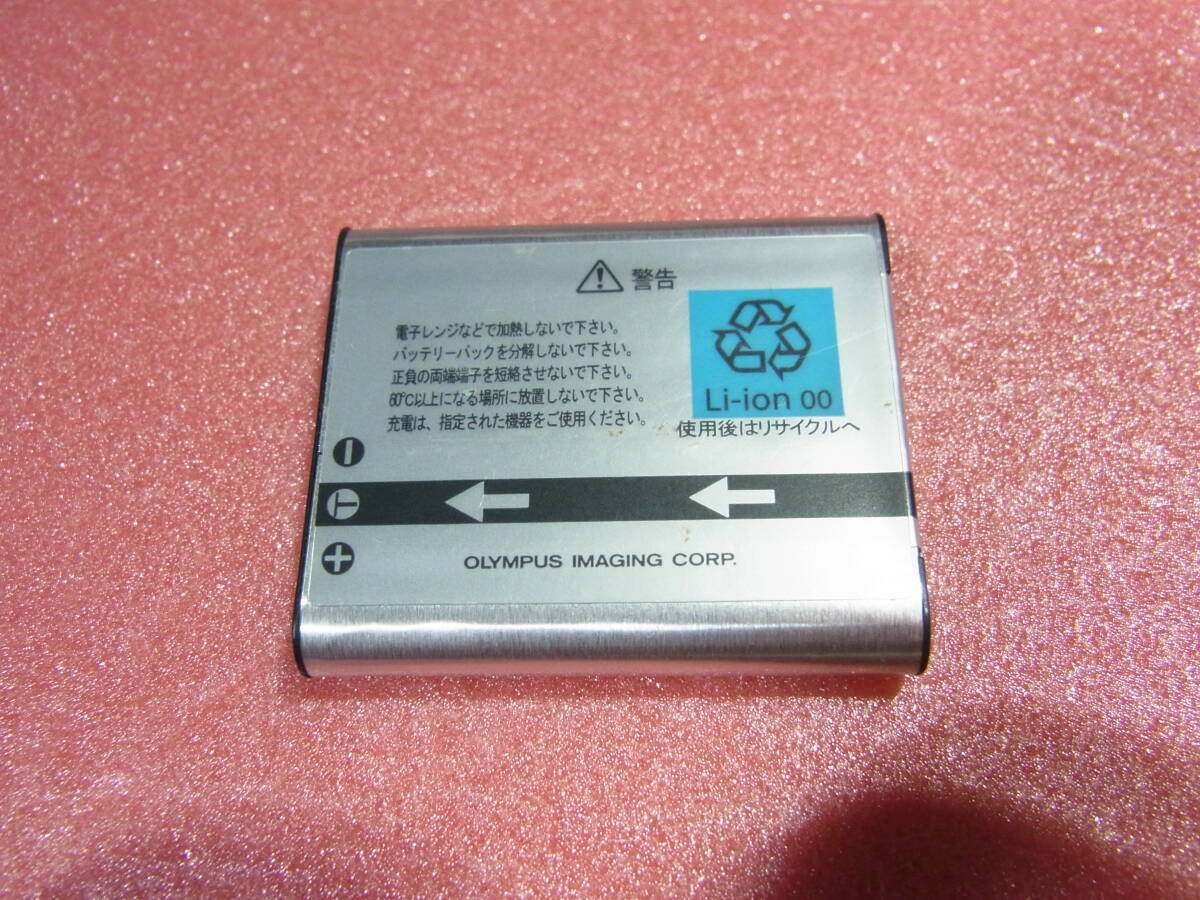 警告
電子レンジなどで加熱しないで下さい。
バッテリーパックを分解しないで下さい。
正負の両端端子を短絡させないで下さい。
60℃以上になる場所に放置しないで下さい。
充電は、指定された機器をご使用ください。
Li-ion 00
使用後はリサイクルへ
T
OLYMPUS IMAGING CORP.